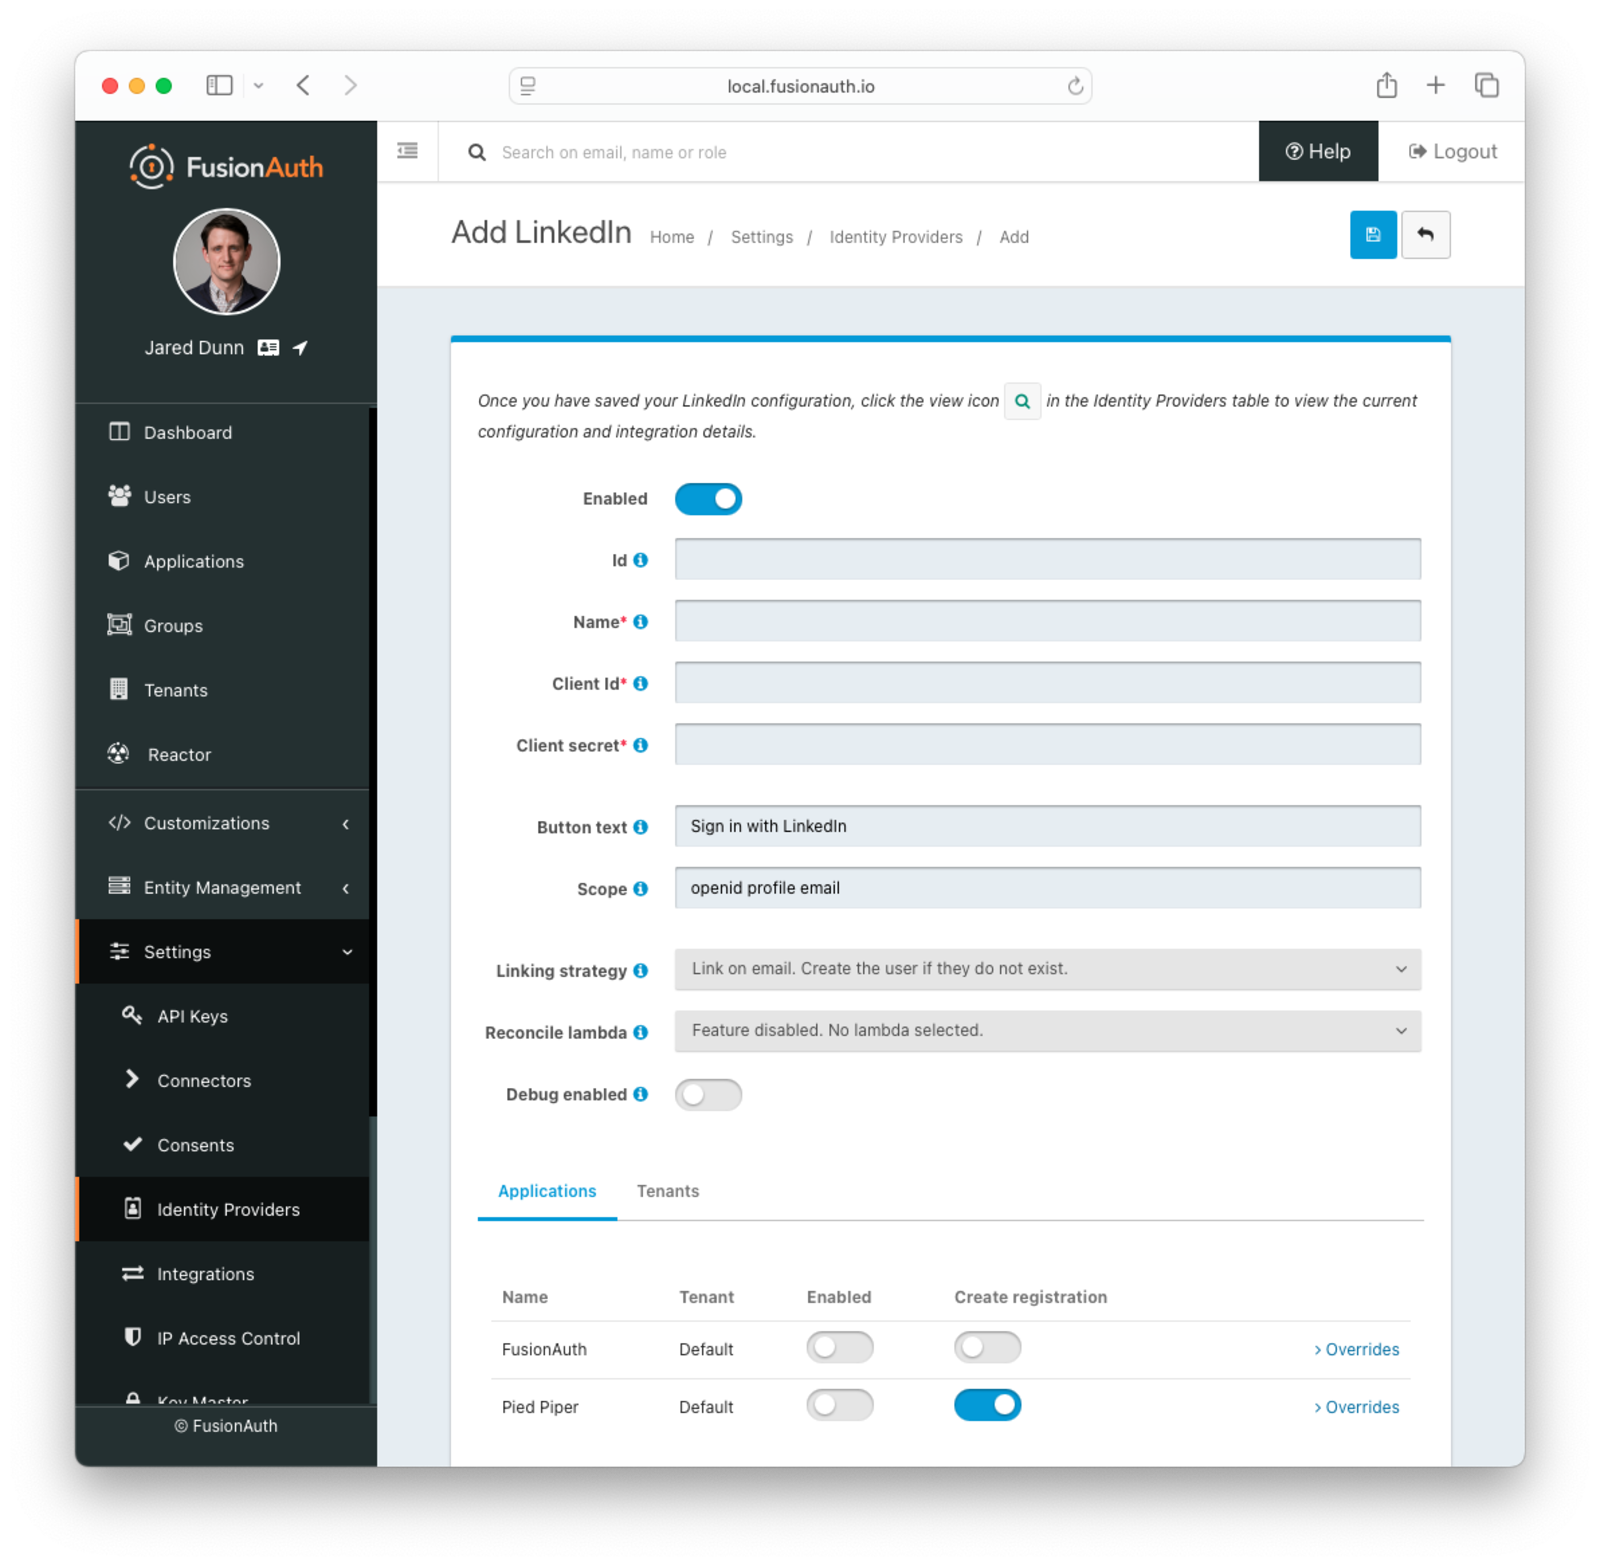 local.fusionauth.io
FusionAuth
Search on email, name or role
Help
Logout
Add LinkedIn
Home / Settings / Identity Providers / Add
Jared Dunn
Dashboard
Users
Applications
Groups
Tenants
Reactor
Customizations
Entity Management
Settings
API Keys
Connectors
Consents
Identity Providers
Integrations
IP Access Control
Key Master
© FusionAuth
Once you have saved your LinkedIn configuration, click the view icon in the Identity Providers table to view the current
configuration and integration details.
Enabled
Id
Name*
Client Id*
Client secret*
Button text Sign in with LinkedIn
Scope openid profile email
Linking strategy Link on email. Create the user if they do not exist.
Reconcile lambda Feature disabled. No lambda selected.
Debug enabled
Applications Tenants
Name Tenant Enabled Create registration
FusionAuth Default > Overrides
Pied Piper Default > Overrides